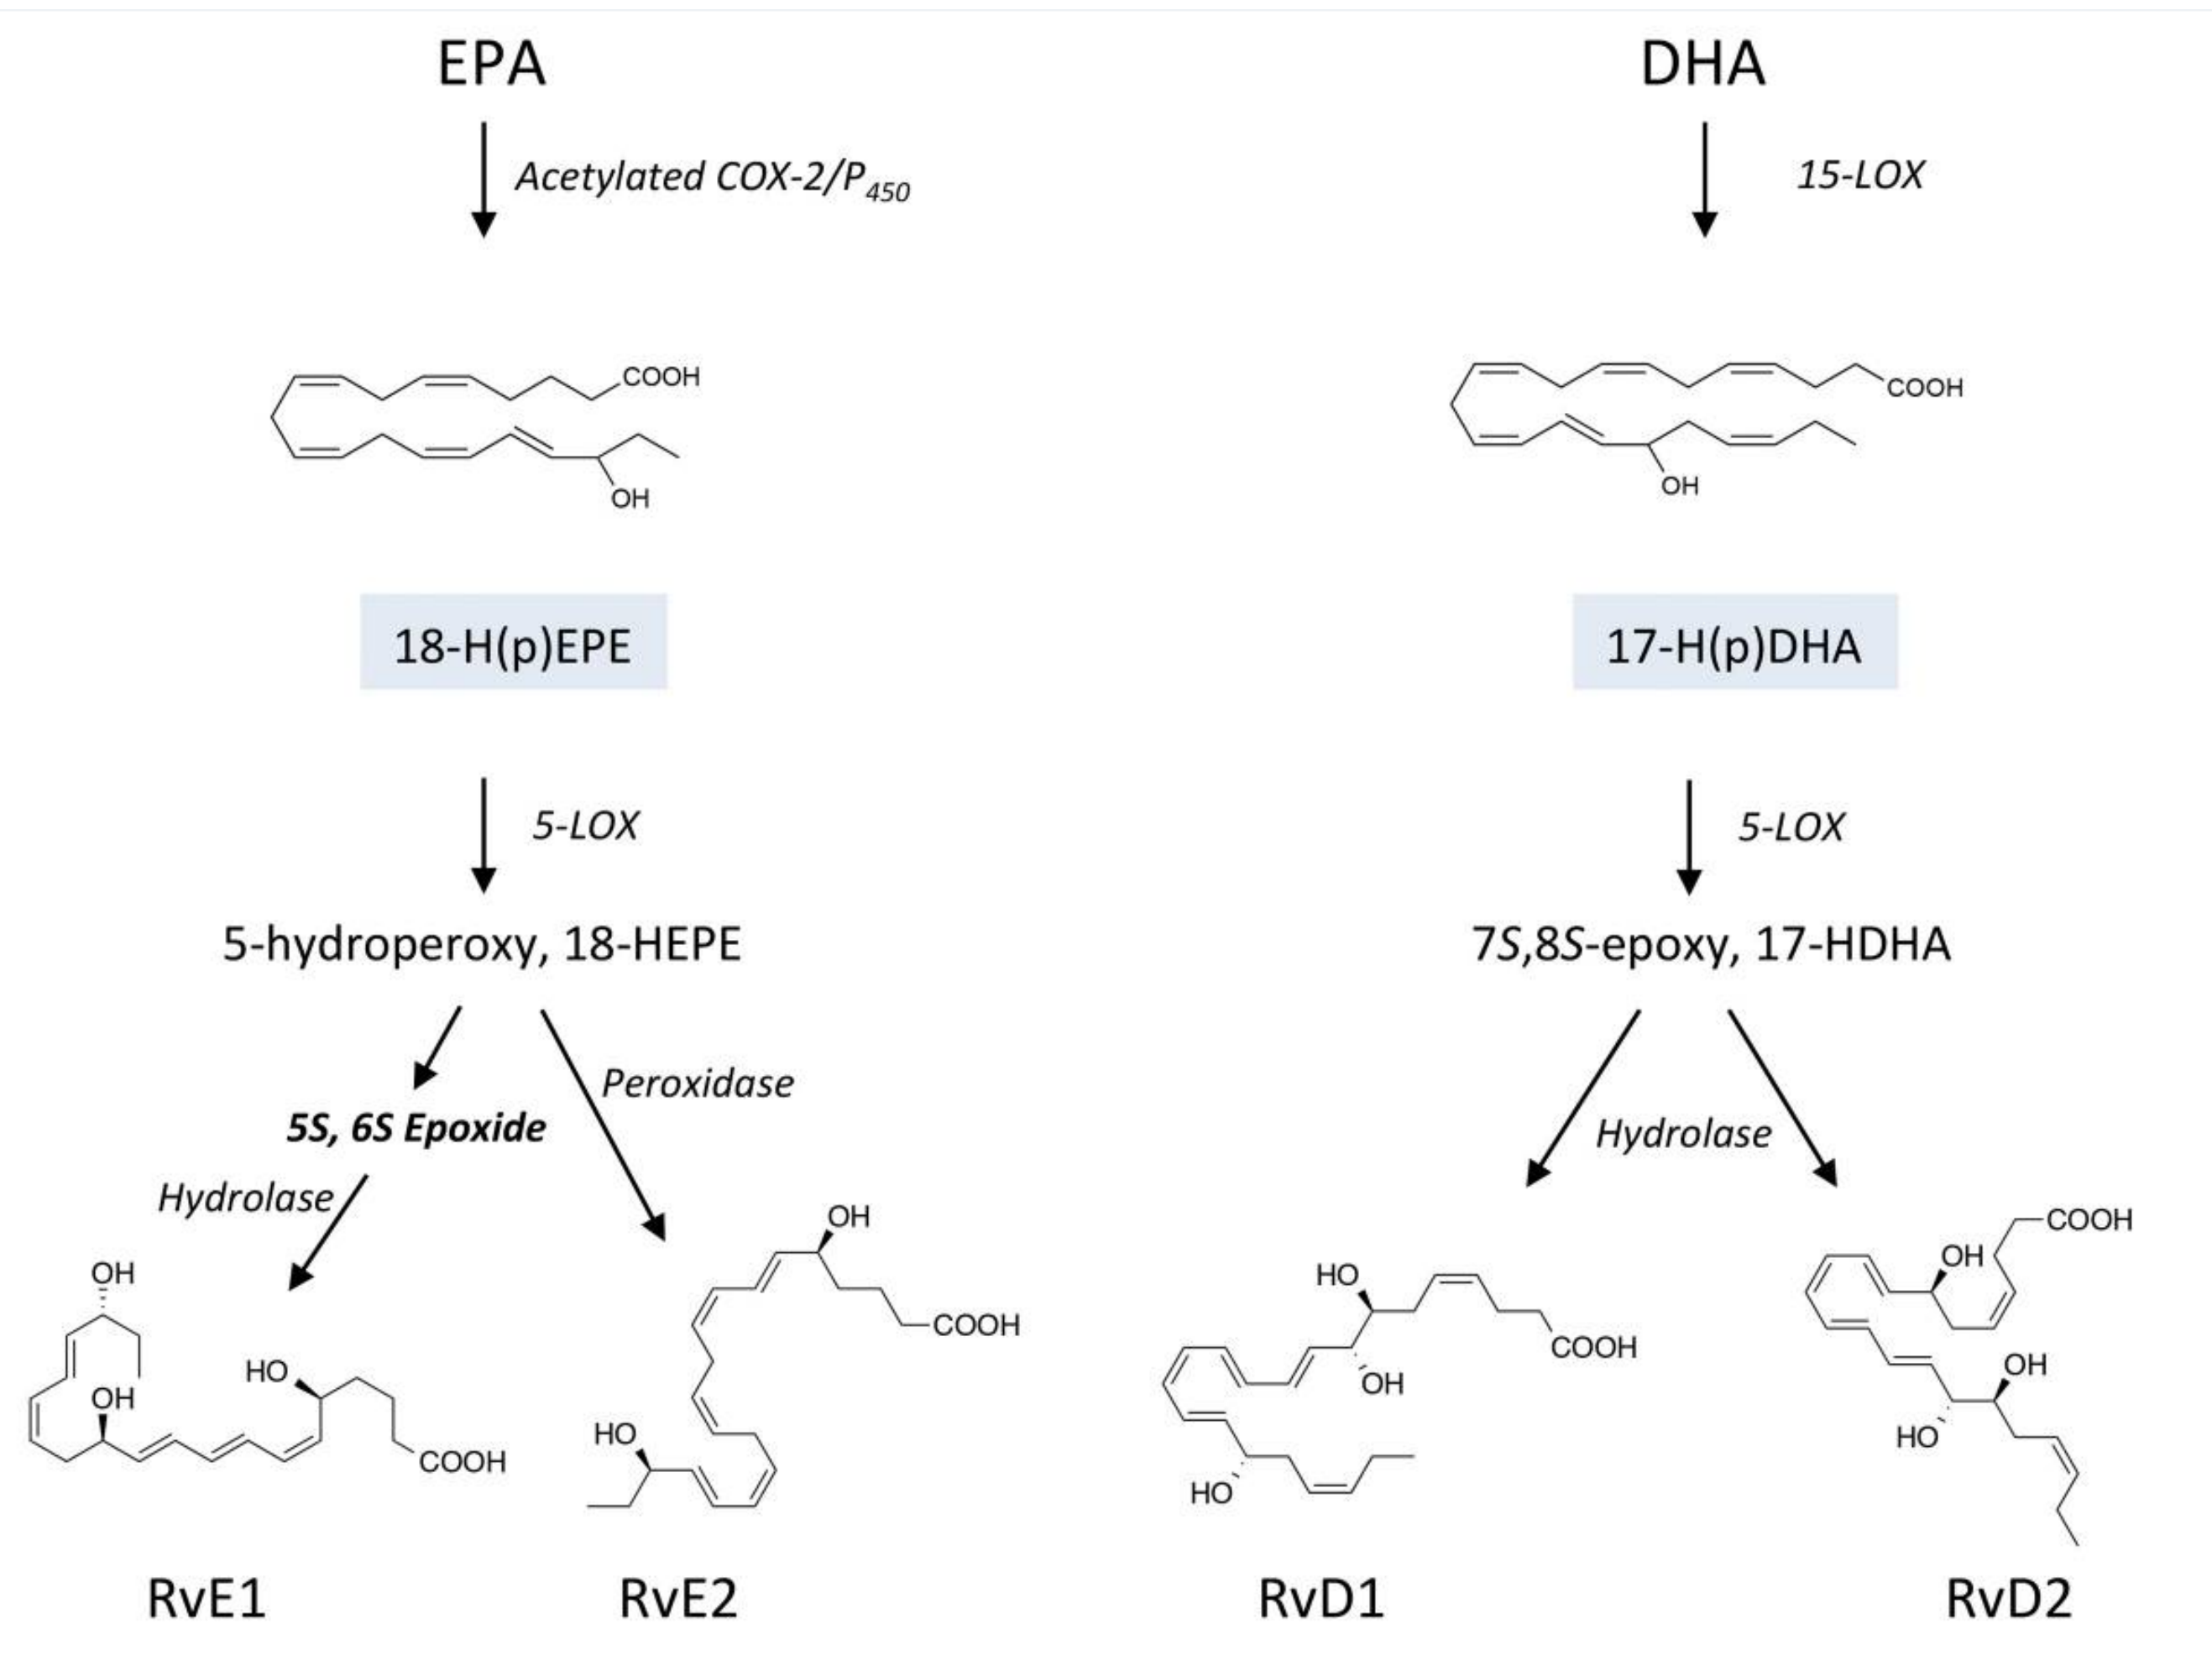 EPA
Acetylated COX-2/P450
COOH
OH
18-H(p)EPE
5-LOX
5-hydroperoxy, 18-HEPE
Peroxidase
5S, 6S Epoxide
Hydrolase
OH
OH
HO
COOH
RvE1
OH
COOH
HO
RvE2
DHA
15-LOX
COOH
OH
17-H(p)DHA
5-LOX
7S,8S-epoxy, 17-HDHA
Hydrolase
HO
OH
COOH
HO
RvD1
COOH
OH
OH
HO
RvD2